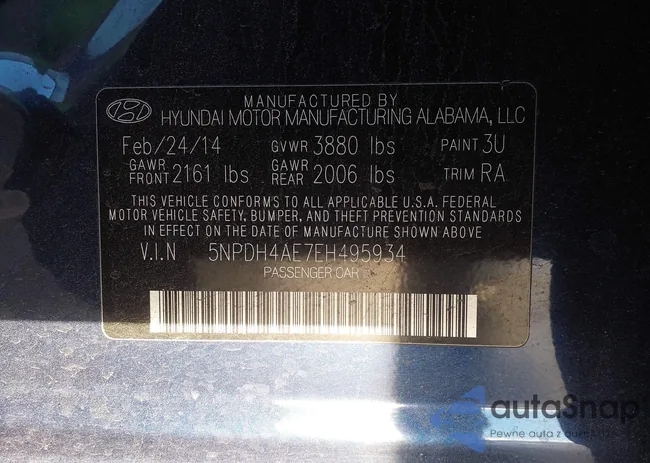 MANUFACTURED BY
HYUNDAI MOTOR MANUFACTURING ALABAMA, LLC
Feb/24/14 GVWR 3880 lbs PAINT 3U
GAWR FRONT 2161 lbs GAWR REAR 2006 lbs TRIM RA
THIS VEHICLE CONFORMS TO ALL APPLICABLE U.S.A. FEDERAL
MOTOR VEHICLE SAFETY, BUMPER, AND THEFT PREVENTION STANDARDS
IN EFFECT ON THE DATE OF MANUFACTURE SHOWN ABOVE
V.I.N 5NPDH4AE7EH495934
PASSENGER CAR
autoSnap
Pewne auta z